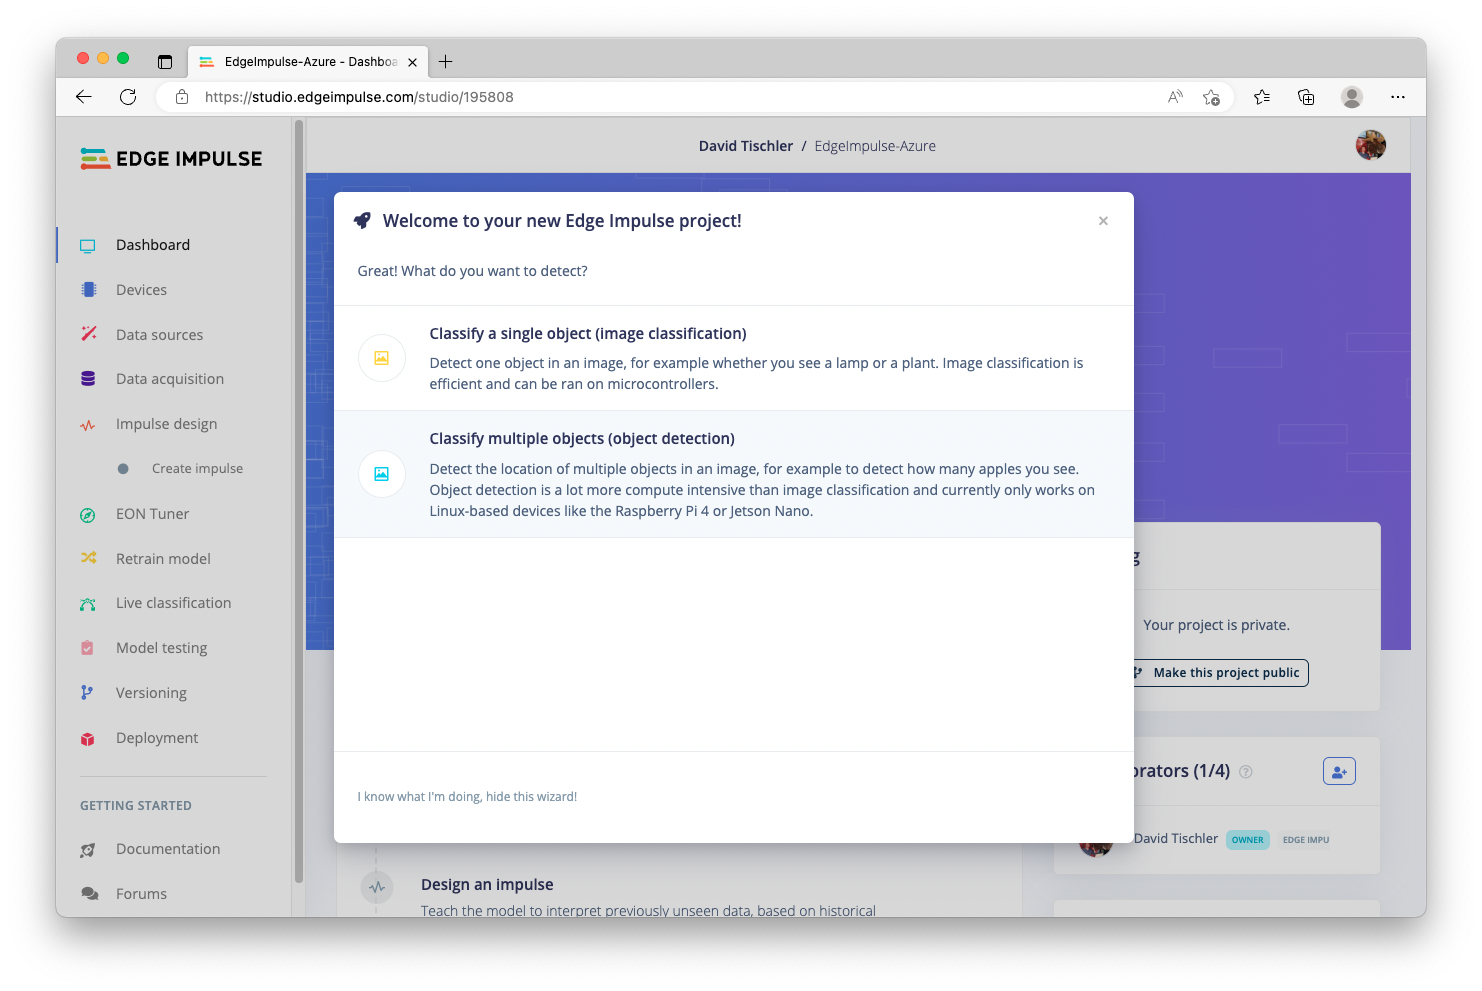 EdgeImpulse-Azure - Dashboa
https://studio.edgeimpulse.com/studio/195808
EDGE IMPULSE
David Tischler / EdgeImpulse-Azure
Dashboard
Devices
Data sources
Data acquisition
Impulse design
Create impulse
EON Tuner
Retrain model
Live classification
Model testing
Versioning
Deployment
GETTING STARTED
Documentation
Forums
Welcome to your new Edge Impulse project!
×
Great! What do you want to detect?
Classify a single object (image classification)
Detect one object in an image, for example whether you see a lamp or a plant. Image classification is
efficient and can be ran on microcontrollers.
Classify multiple objects (object detection)
Detect the location of multiple objects in an image, for example to detect how many apples you see.
Object detection is a lot more compute intensive than image classification and currently only works on
Linux-based devices like the Raspberry Pi 4 or Jetson Nano.
I know what I'm doing, hide this wizard!
g
Your project is private.
Make this project public
orators (1/4)
David Tischler OWNER EDGE IMPU
Design an impulse
Teach the model to interpret previously unseen data, based on historical